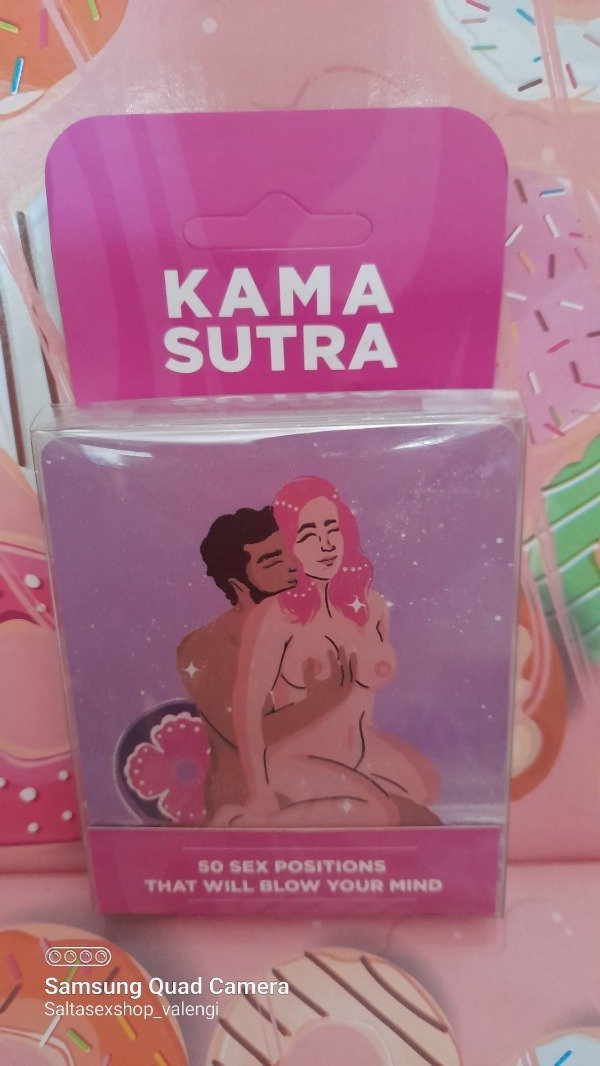 KAMA
SUTRA
50 SEX POSITIONS
THAT WILL BLOW YOUR MIND
Samsung Quad Camera
Saltasexshop_valengi